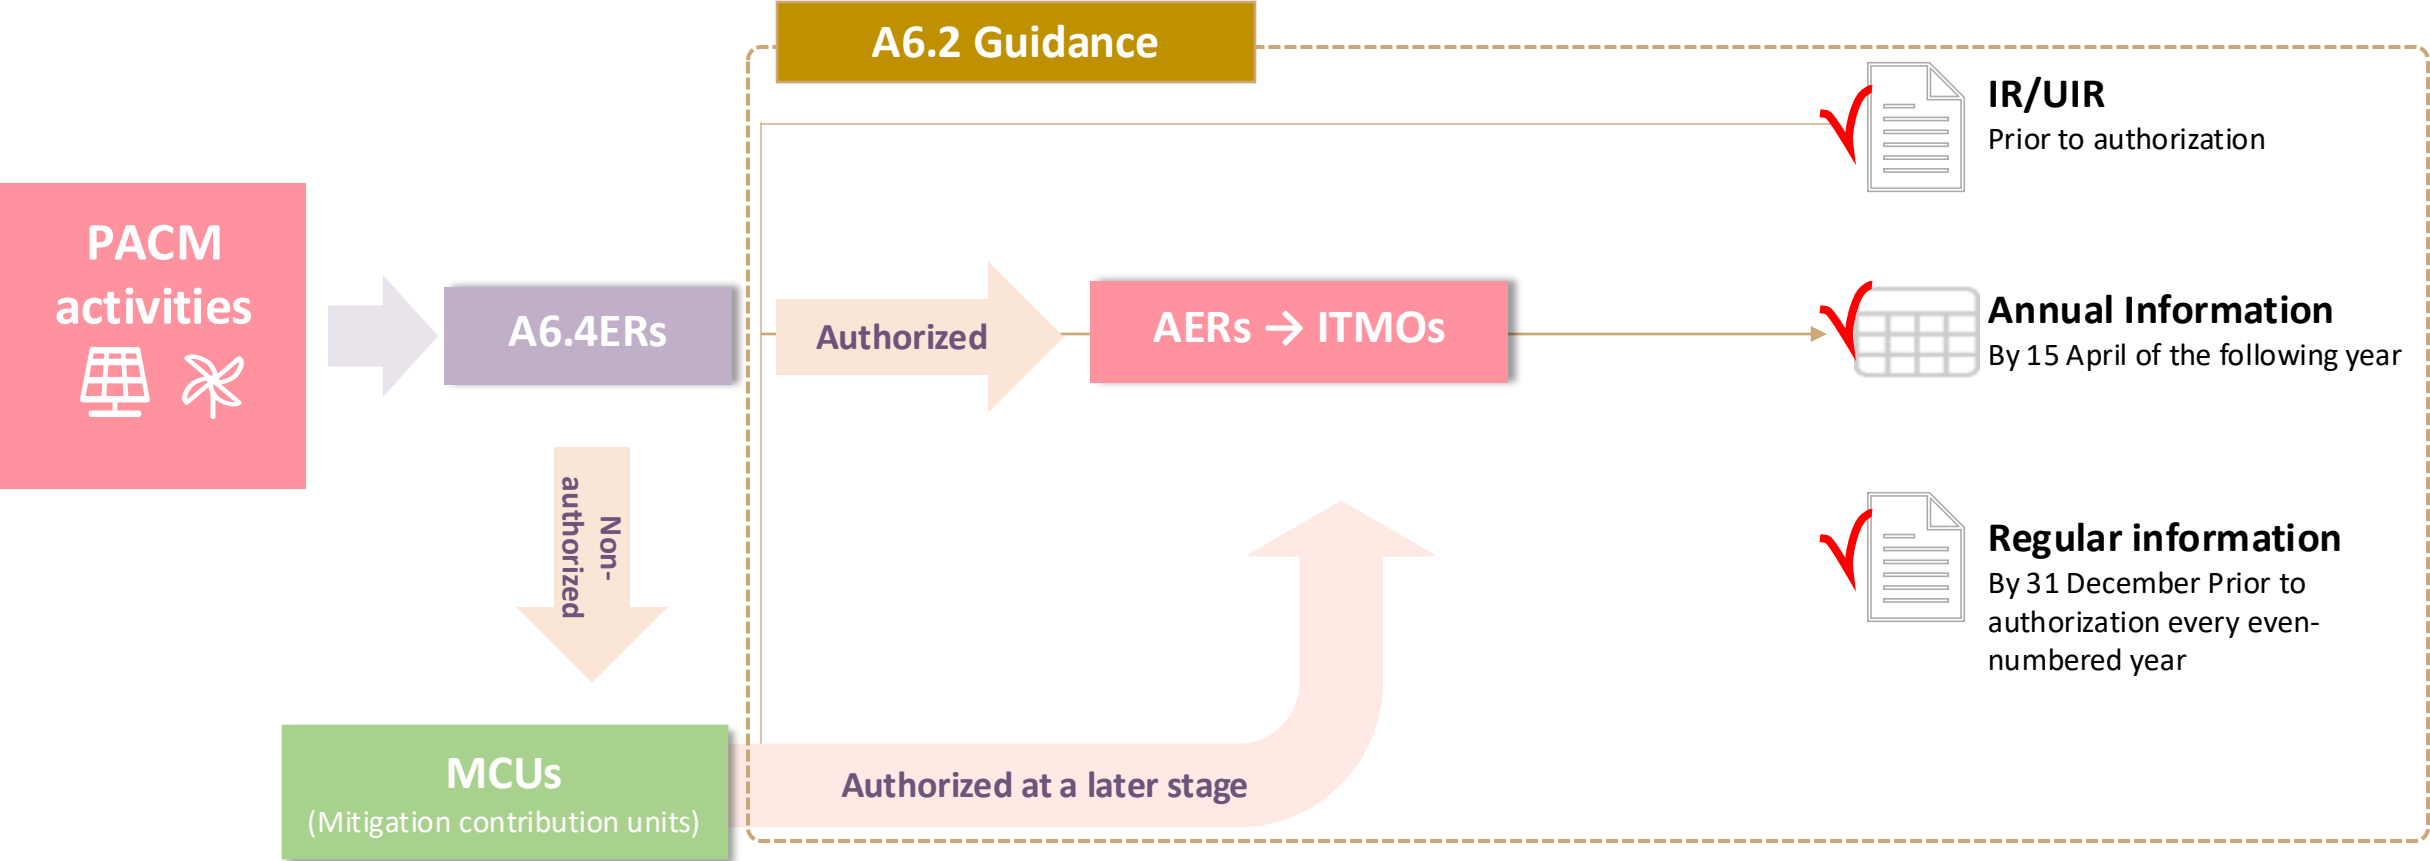 A6.2 Guidance
IR/UIR
Prior to authorization
PACM
activities
A6.4ERs
Authorized
AERs → ITMOs
Annual Information
By 15 April of the following year
Non-
authorized
Regular information
By 31 December Prior to
authorization every even-
numbered year
MCUs
(Mitigation contribution units)
Authorized at a later stage